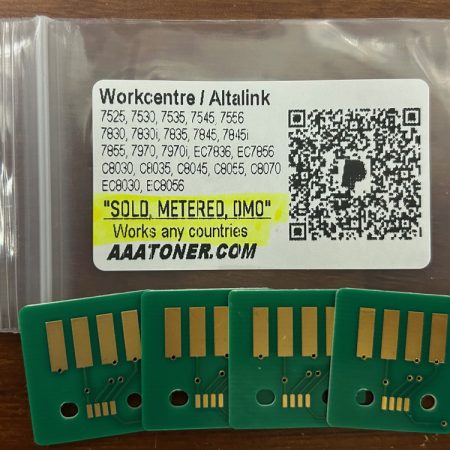 Workcentre / Altalink
7525, 7530, 7535, 7545, 7556
7830, 7830i, 7835, 7845, 7845i
7855, 7970, 7970i, EC7836, EC7856
C8030, C8035, C8045, C8055, C8070
EC8030, EC8056
"SOLD, METERED, DMO"
Works any countries
AAATONER.COM